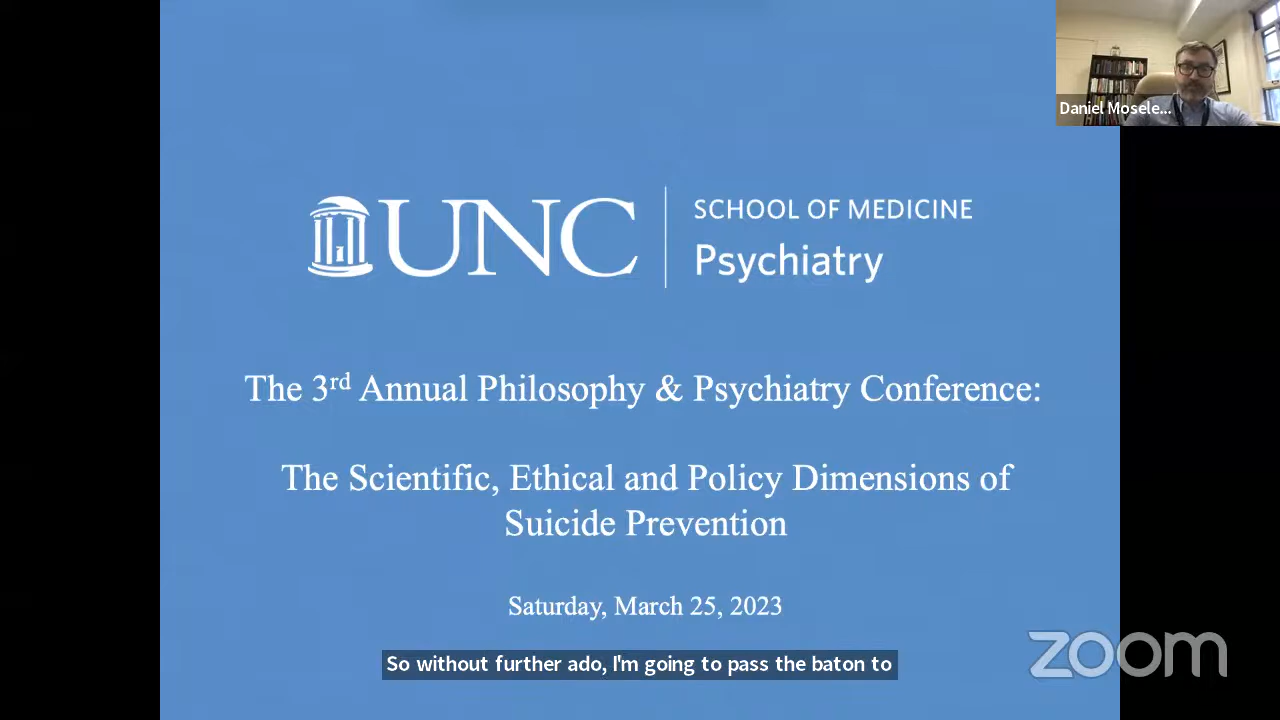 Daniel Mosele...
UNC
SCHOOL OF MEDICINE
Psychiatry
The 3rd Annual Philosophy & Psychiatry Conference:
The Scientific, Ethical and Policy Dimensions of
Suicide Prevention
Saturday, March 25, 2023
So without further ado, I'm going to pass the baton to
zoom